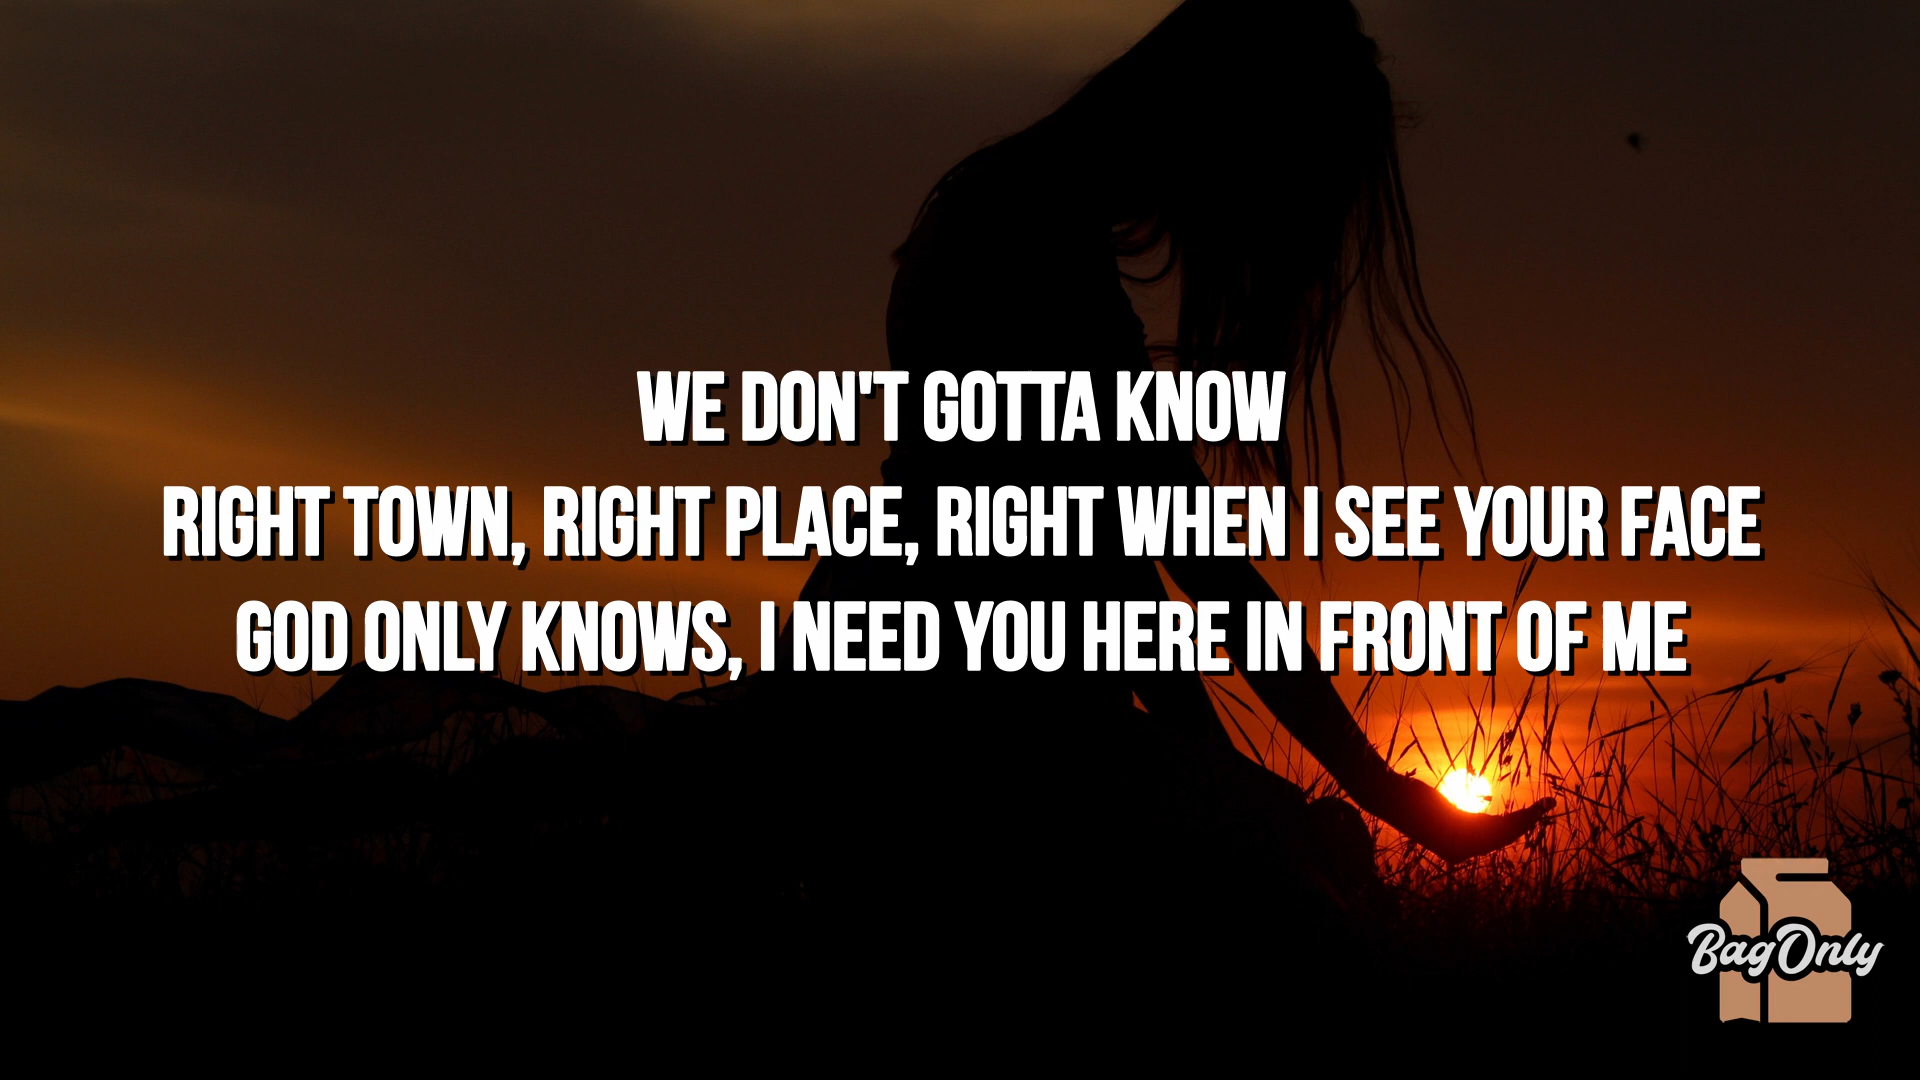 WE DON'T GOTTA KNOW
RIGHT TOWN, RIGHT PLACE, RIGHT WHEN I SEE YOUR FACE
GOD ONLY KNOWS, I NEED YOU HERE IN FRONT OF ME
BagOnly